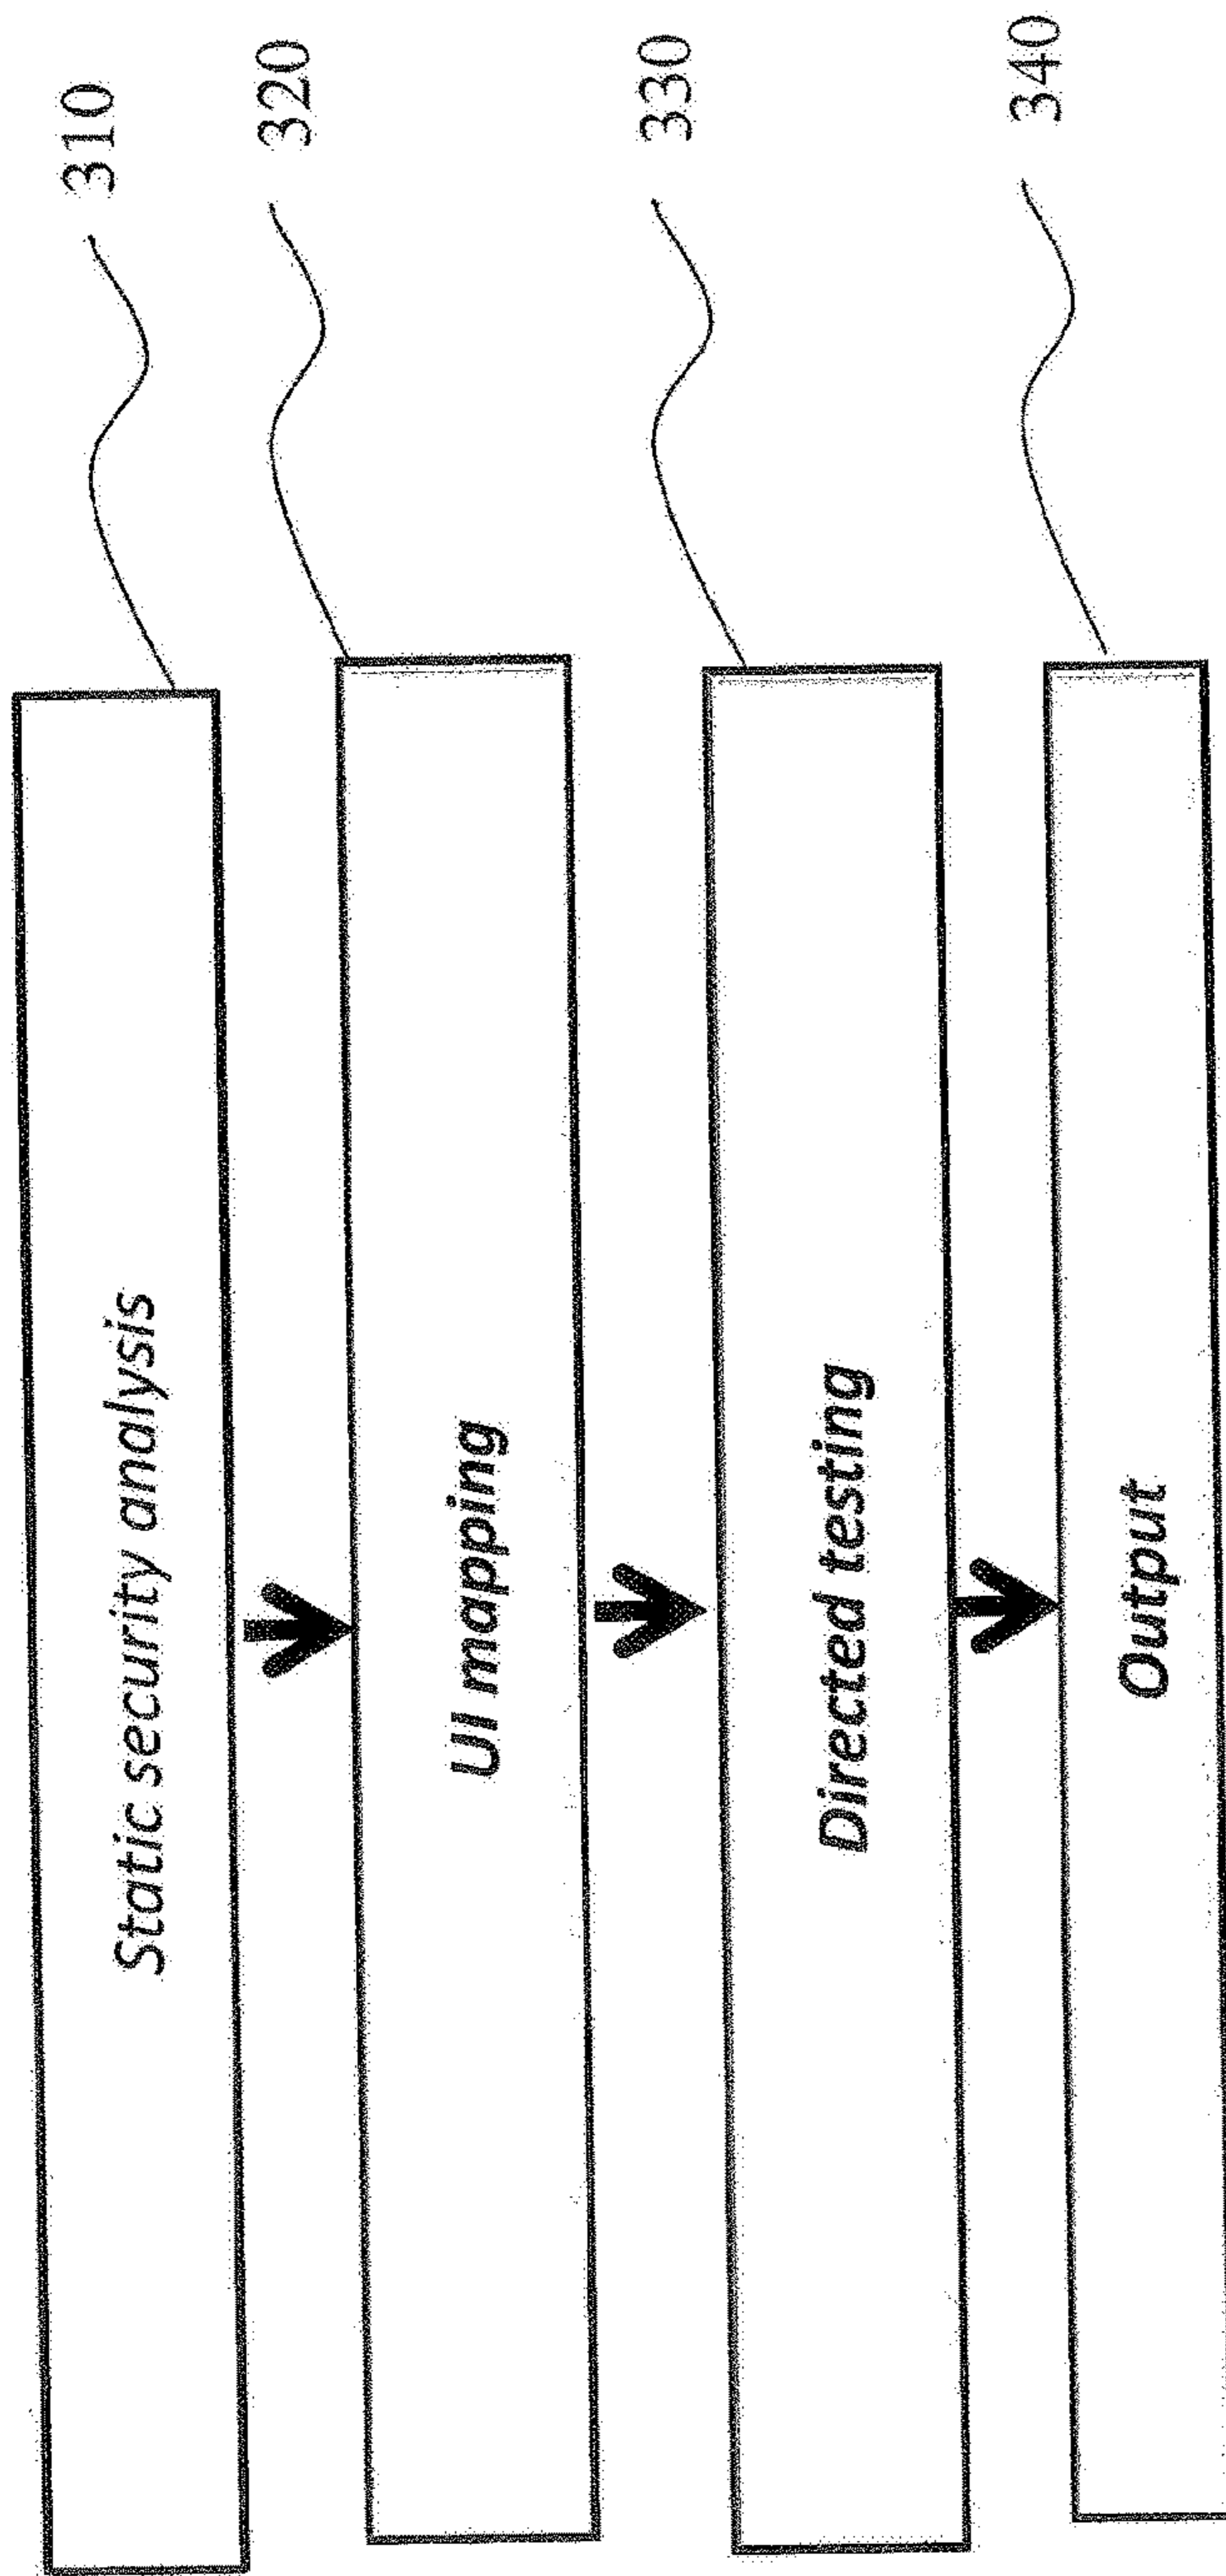 Static security analysis
310
UI mapping
320
Directed testing
330
Output
340